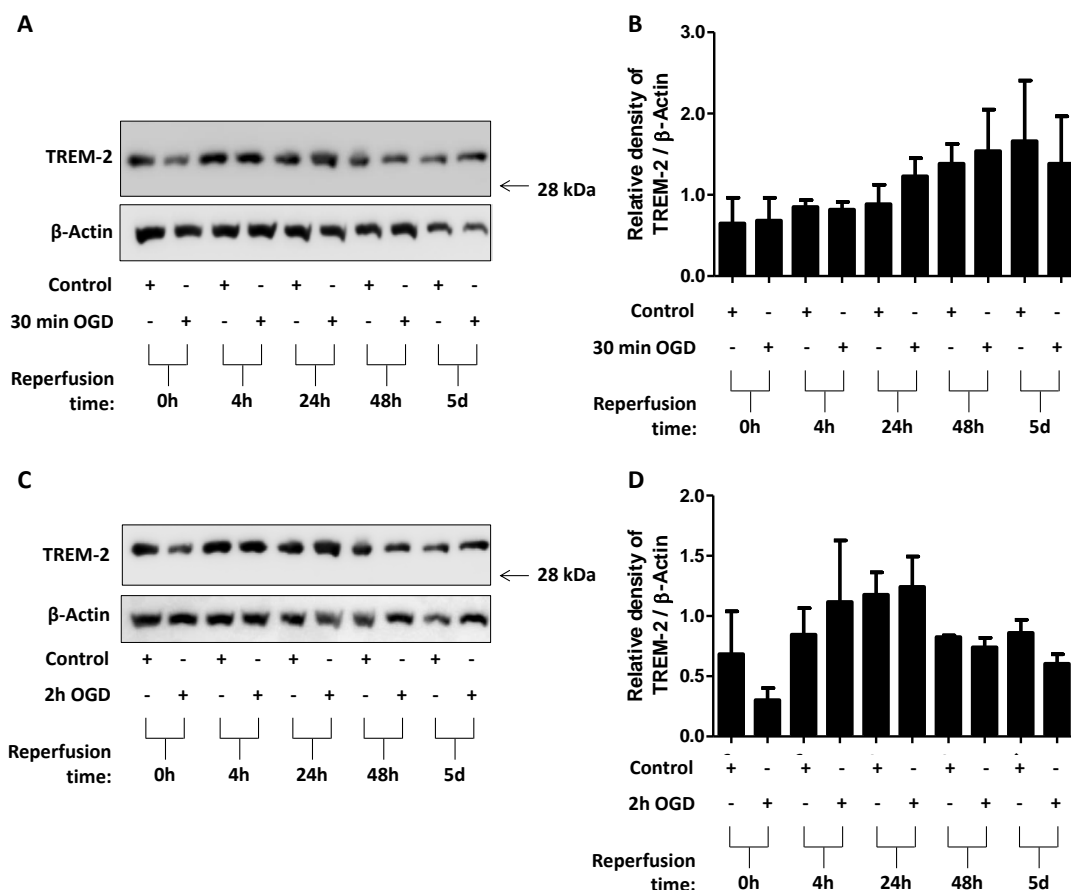 A
TREM-2
28 kDa
β-Actin
Control + - + - + - + - + -
30 min OGD - + - + - + - + - +
Reperfusion
time: 0h 4h 24h 48h 5d
B
Relative density of
TREM-2 / β-Actin
3.0
2.0
1.0
0.0
Control + - + - + - + - + -
30 min OGD - + - + - + - + - +
Reperfusion
time: 0h 4h 24h 48h 5d
C
TREM-2
28 kDa
β-Actin
Control + - + - + - + - + -
2h OGD - + - + - + - + - +
Reperfusion
time: 0h 4h 24h 48h 5d
D
Relative density of
TREM-2 / β-Actin
2.0
1.5
1.0
0.5
0.0
Control + - + - + - + - + -
2h OGD - + - + - + - + - +
Reperfusion
time: 0h 4h 24h 48h 5d